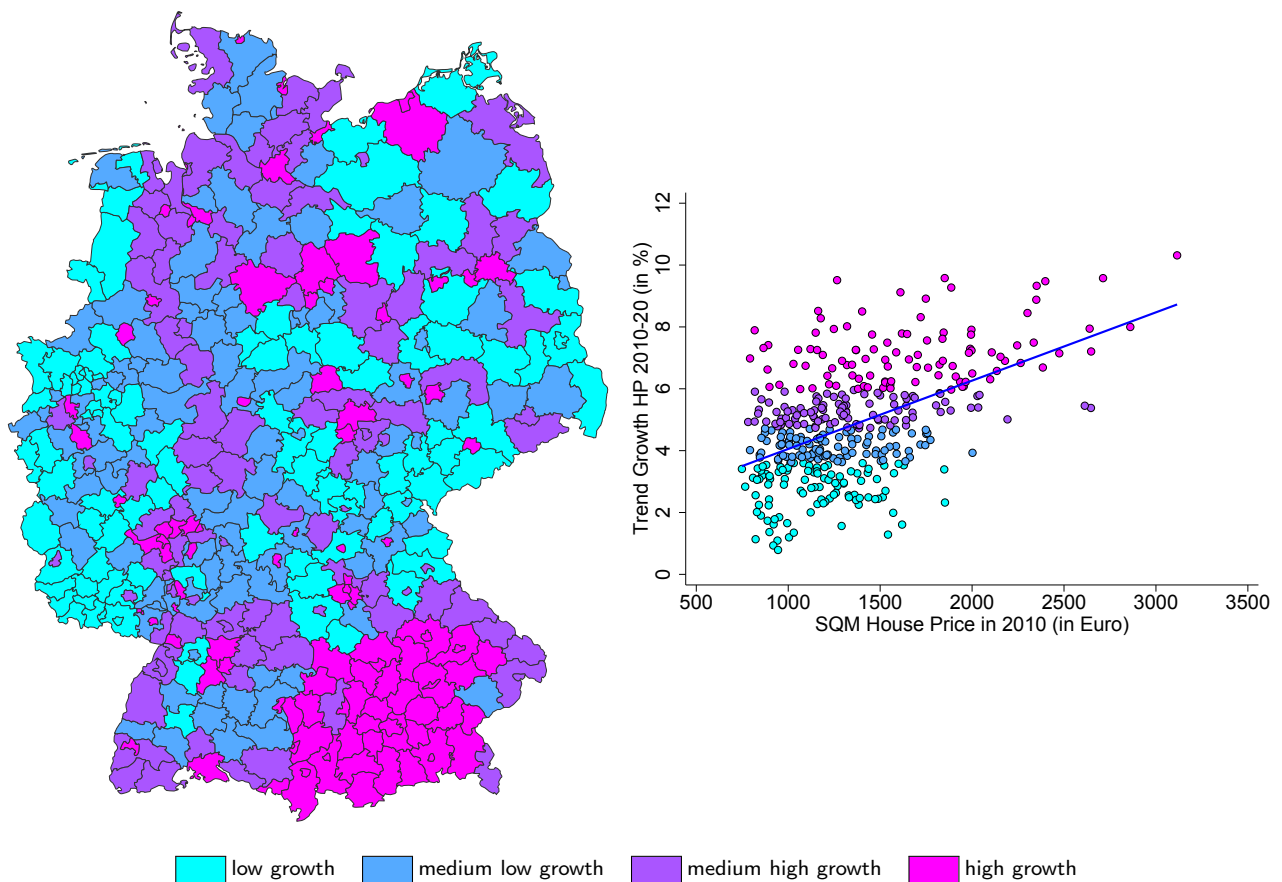 Trend Growth HP 2010-20 (in %)
12
10
8
6
4
2
0
500 1000 1500 2000 2500 3000 3500
SQM House Price in 2010 (in Euro)
low growth medium low growth medium high growth high growth